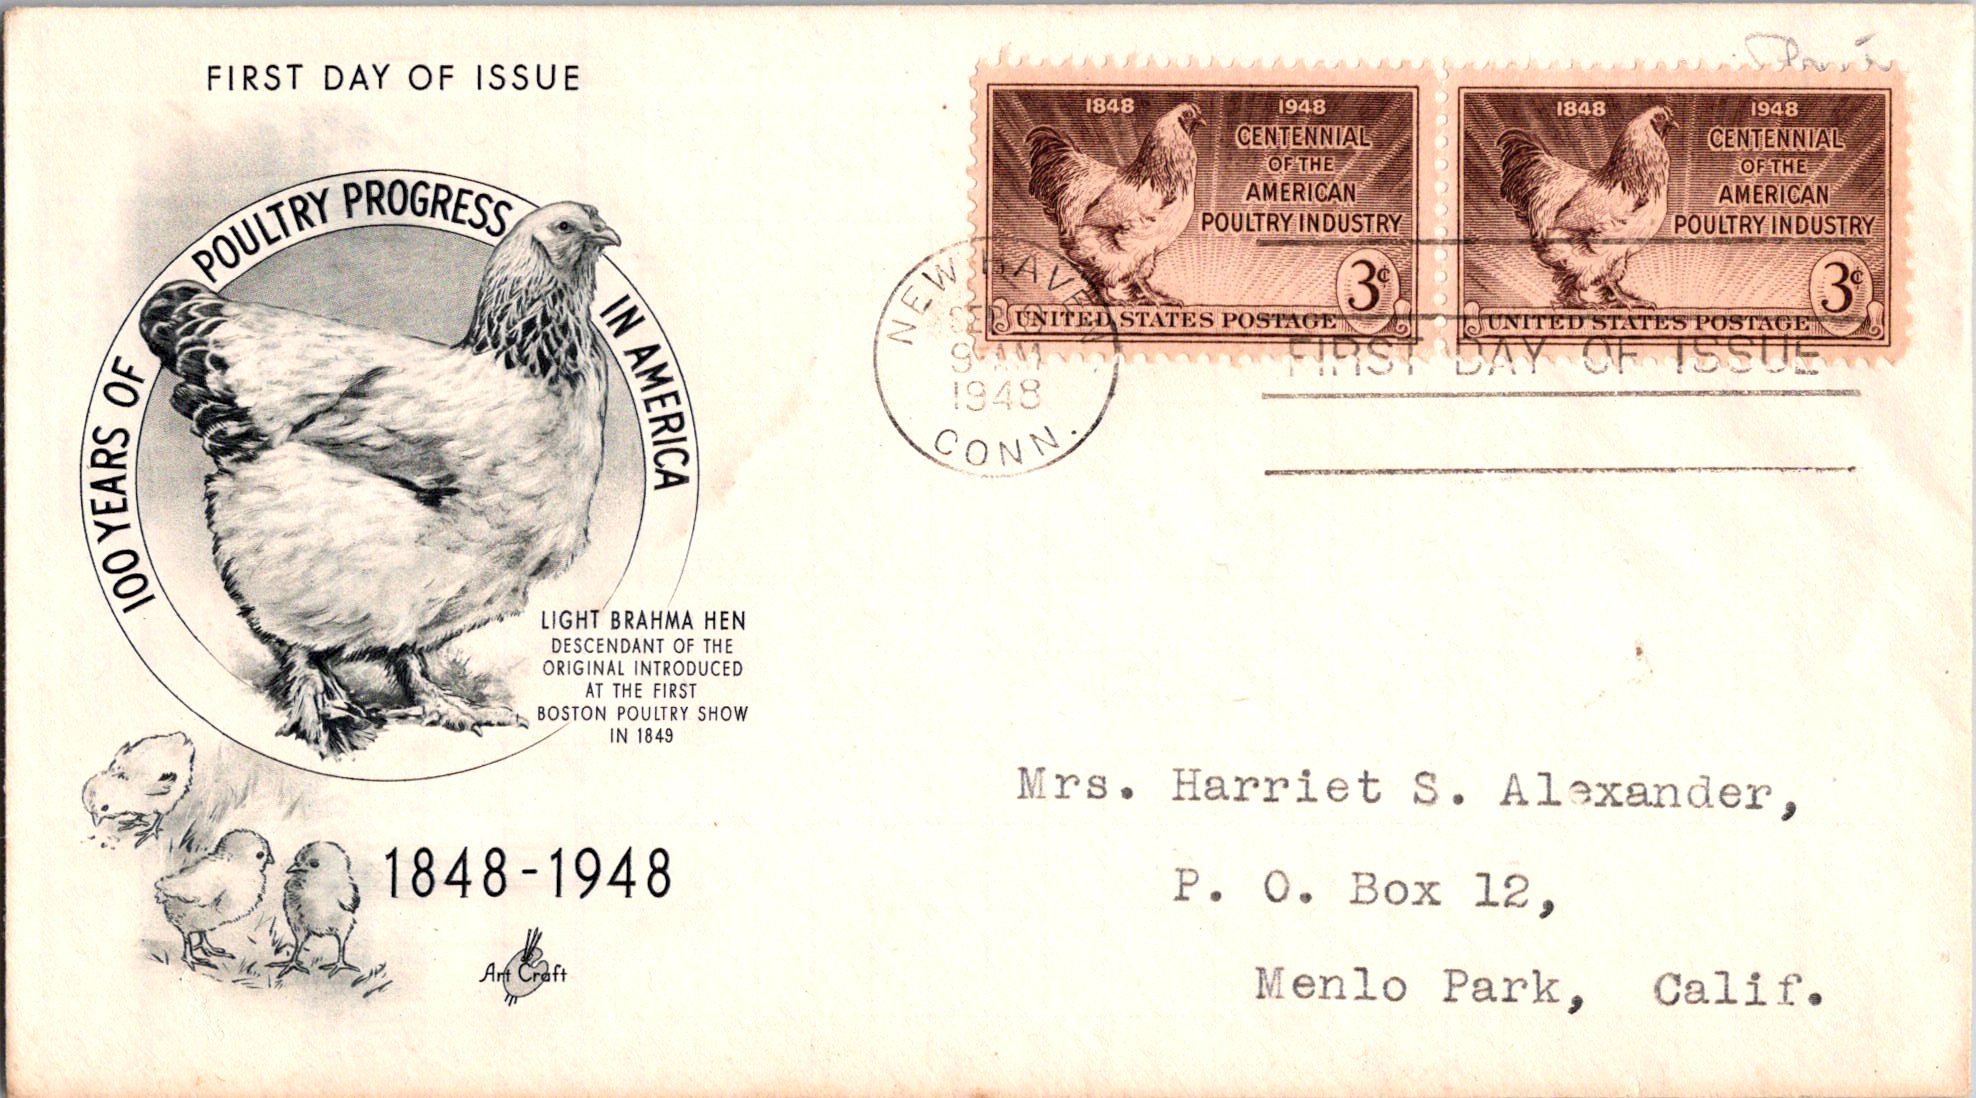 FIRST DAY OF ISSUE
100 YEARS OF POULTRY PROGRESS IN AMERICA
LIGHT BRAHMA HEN
DESCENDANT OF THE
ORIGINAL INTRODUCED
AT THE FIRST
BOSTON POULTRY SHOW
IN 1849
1848-1948
Art Craft
1848 1948
CENTENNIAL
OF THE
AMERICAN
POULTRY INDUSTRY
3¢
UNITED STATES POSTAGE
1848 1948
CENTENNIAL
OF THE
AMERICAN
POULTRY INDUSTRY
3¢
UNITED STATES POSTAGE
NEW HAVEN
SEP
9 AM
1948
CONN.
FIRST DAY OF ISSUE
Mrs. Harriet S. Alexander,
P. O. Box 12,
Menlo Park, Calif.